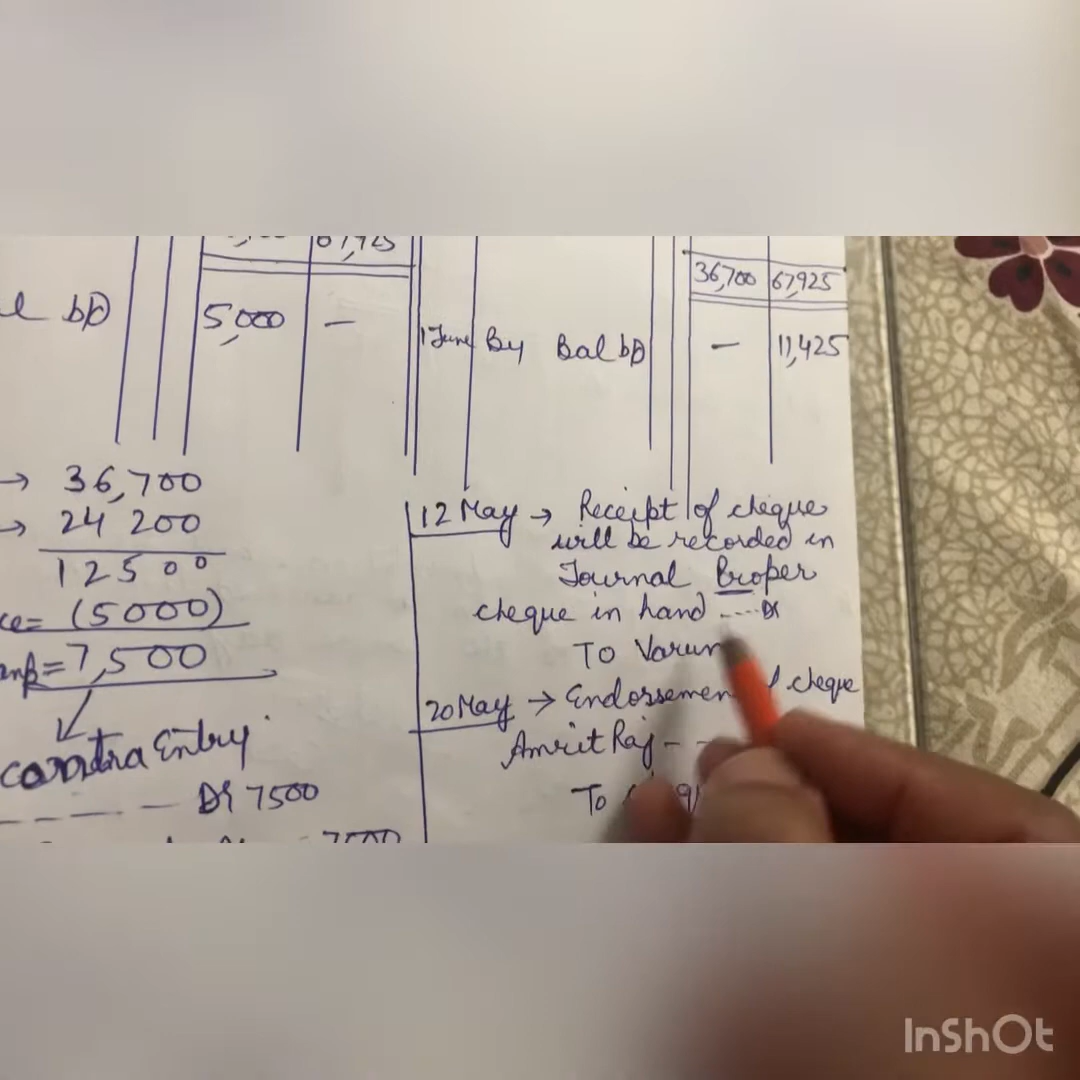 67,925
36,700 67,925
bd 5,000 —
1 June By Bal bd — 11,425
→ 36,700
→ 24 200
12500
= (5000)
= 7,500
contra Entry
Dr 7500
12 May → Receipt of cheque
will be recorded in
Journal Proper
cheque in hand ---- Dr
To Varun
20 May → Endorsement of cheque
Amrit Raj - -
To
InShOt